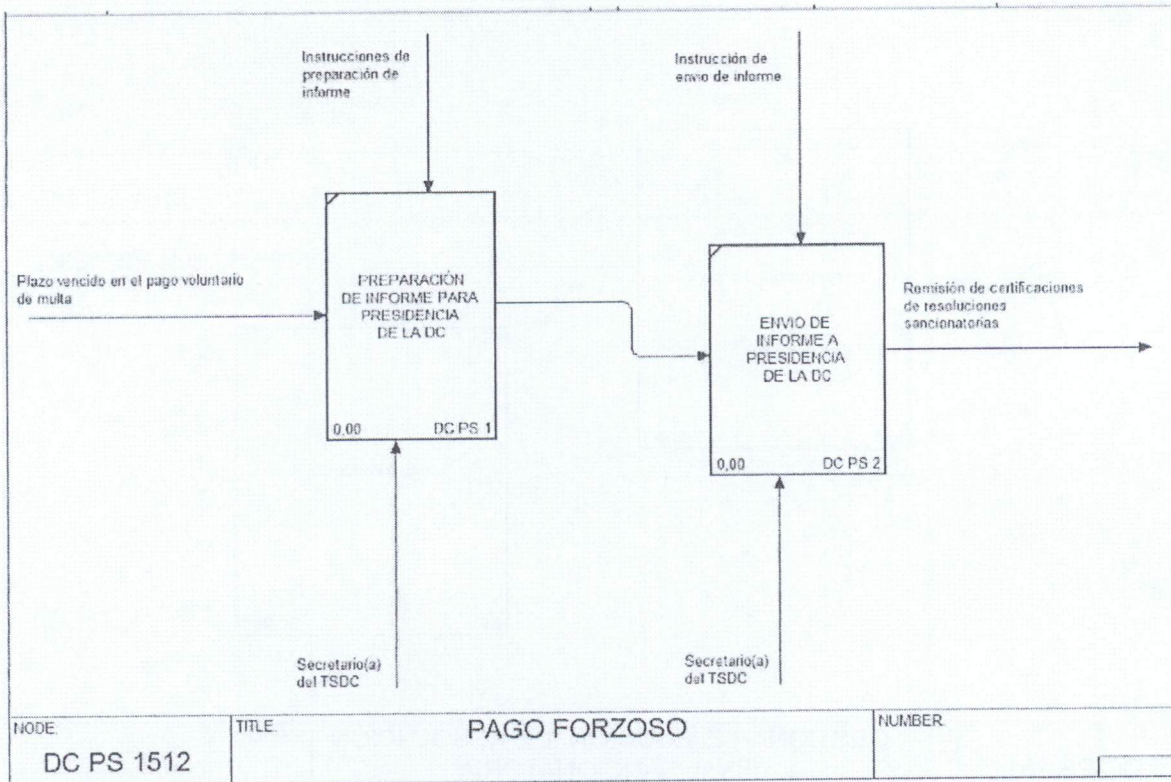 Instrucciones de
preparación de
informe
Instrucción de
envio de informe
Plazo vencido en el pago voluntario
de multa
PREPARACIÓN
DE INFORME PARA
PRESIDENCIA
DE LA DC
0,00
DC PS 1
ENVIO DE
INFORME A
PRESIDENCIA
DE LA DC
0,00
DC PS 2
Remisión de certificaciones
de resoluciones
sancionatorias
Secretario(a)
del TSDC
Secretario(a)
del TSDC
NODE.
DC PS 1512
TITLE.
PAGO FORZOSO
NUMBER.